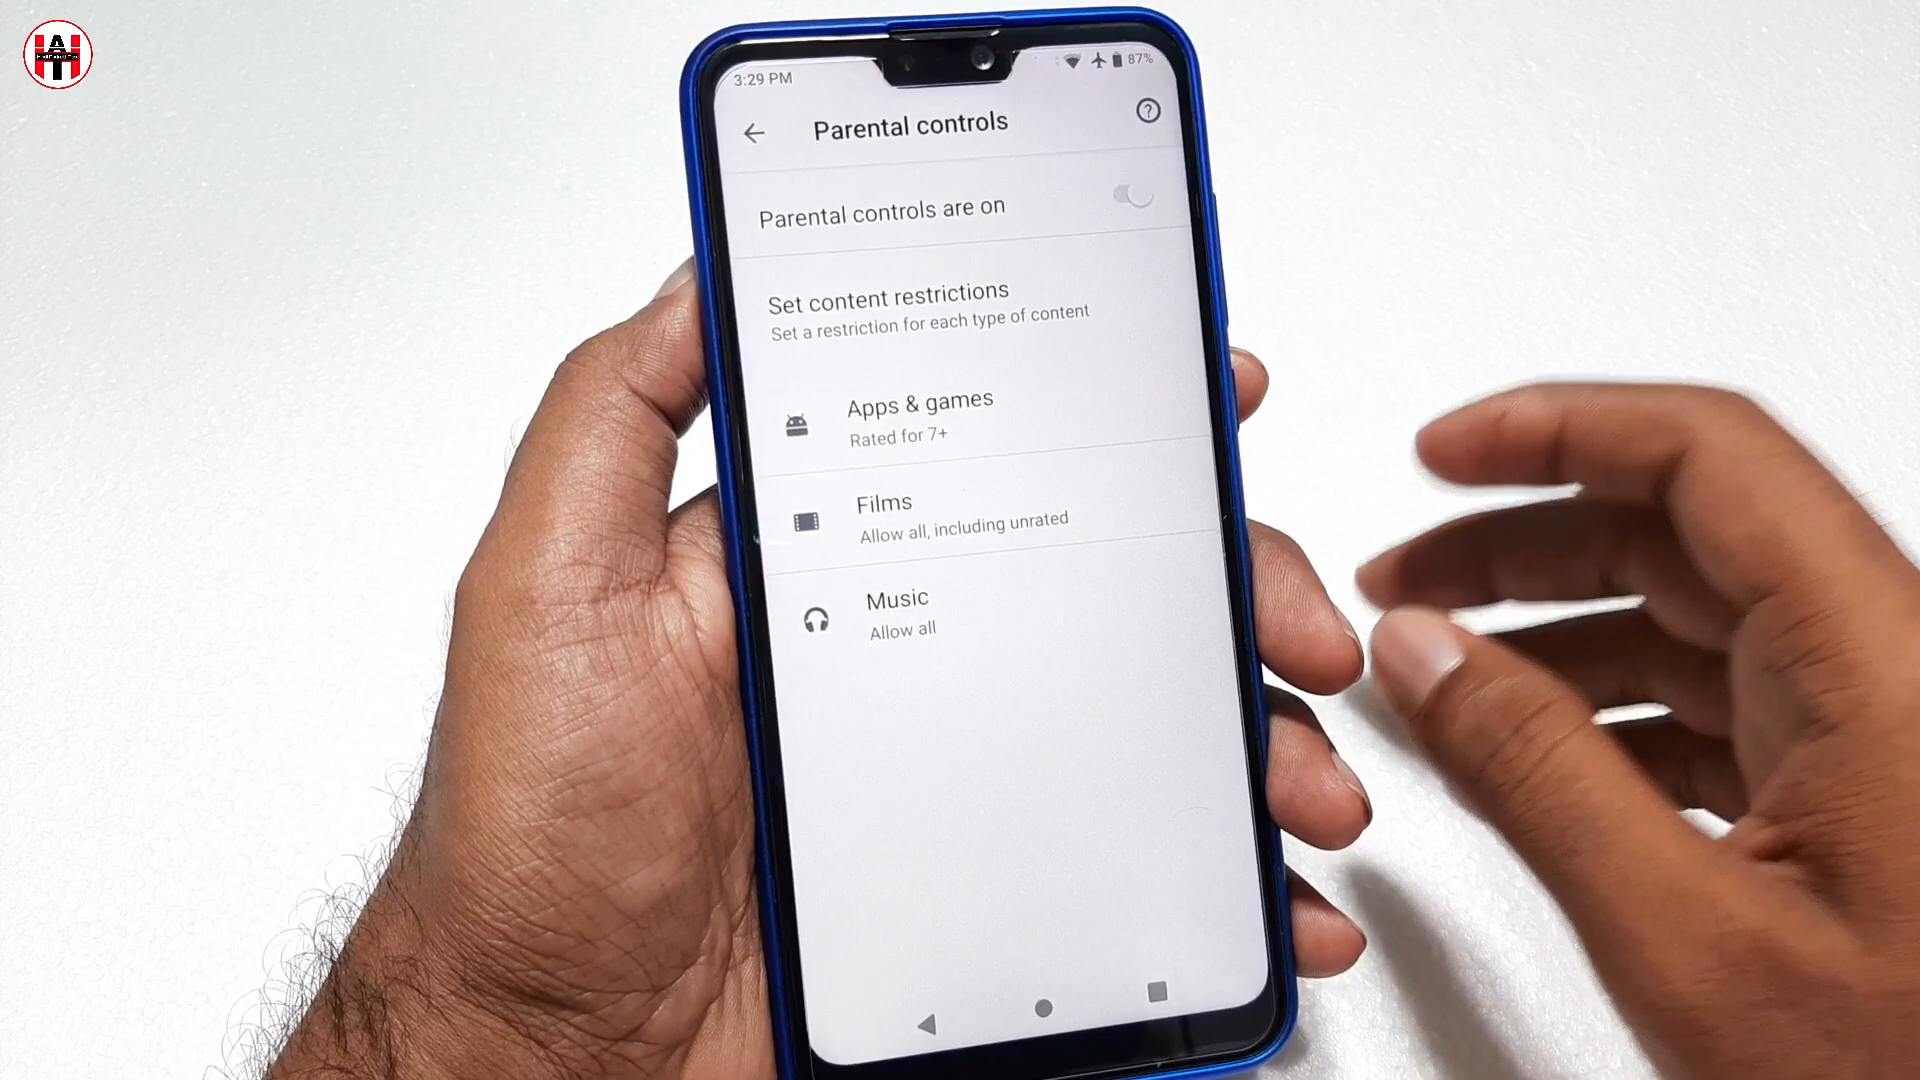 3:29 PM
87%
Parental controls
Parental controls are on
Set content restrictions
Set a restriction for each type of content
Apps & games
Rated for 7+
Films
Allow all, including unrated
Music
Allow all